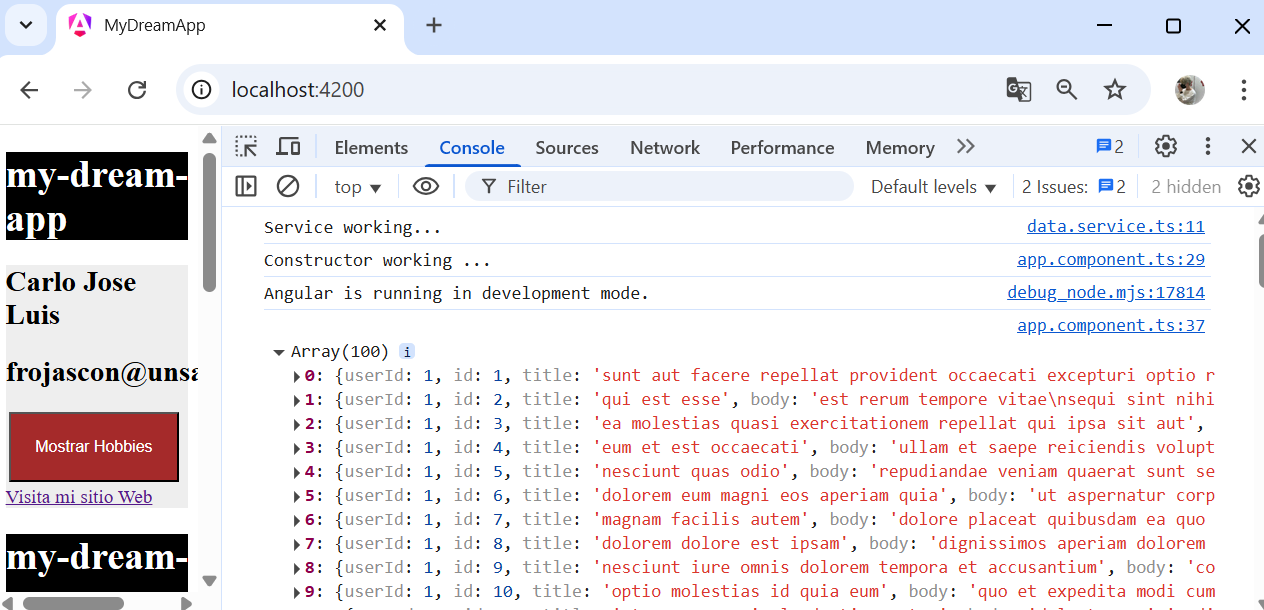 MyDreamApp
localhost:4200
my-dream-
app
Carlo Jose
Luis
frojascon@unsa
Mostrar Hobbies
Visita mi sitio Web
my-dream-
Elements Console Sources Network Performance Memory 2
top Filter Default levels 2 Issues: 2 2 hidden
Service working... data.service.ts:11
Constructor working ... app.component.ts:29
Angular is running in development mode. debug_node.mjs:17814
app.component.ts:37
Array(100) i
0: {userId: 1, id: 1, title: 'sunt aut facere repellat provident occaecati excepturi optio r
1: {userId: 1, id: 2, title: 'qui est esse', body: 'est rerum tempore vitae\nsequi sint nihi
2: {userId: 1, id: 3, title: 'ea molestias quasi exercitationem repellat qui ipsa sit aut',
3: {userId: 1, id: 4, title: 'eum et est occaecati', body: 'ullam et saepe reiciendis volupt
4: {userId: 1, id: 5, title: 'nesciunt quas odio', body: 'repudiandae veniam quaerat sunt se
5: {userId: 1, id: 6, title: 'dolorem eum magni eos aperiam quia', body: 'ut aspernatur corp
6: {userId: 1, id: 7, title: 'magnam facilis autem', body: 'dolore placeat quibusdam ea quo
7: {userId: 1, id: 8, title: 'dolorem dolore est ipsam', body: 'dignissimos aperiam dolorem
8: {userId: 1, id: 9, title: 'nesciunt iure omnis dolorem tempora et accusantium', body: 'co
9: {userId: 1, id: 10, title: 'optio molestias id quia eum', body: 'quo et expedita modi cum